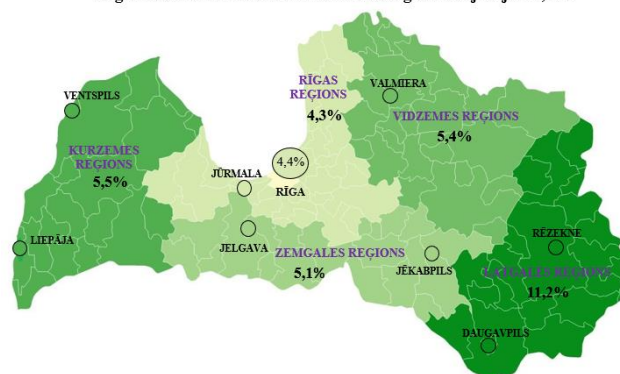 RĪGAS
REĢIONS
4,3%
VALMIERA
VENTSPILS
VIDZEMES REĢIONS
5,4%
KURZEMES
REĢIONS
5,5%
4,4%
JŪRMALA
RĪGA
LIEPĀJA
JELGAVA
ZEMGALES REĢIONS
5,1%
JĒKABPILS
RĒZEKNE
LATGALES REĢIONS
11,2%
DAUGAVPILS